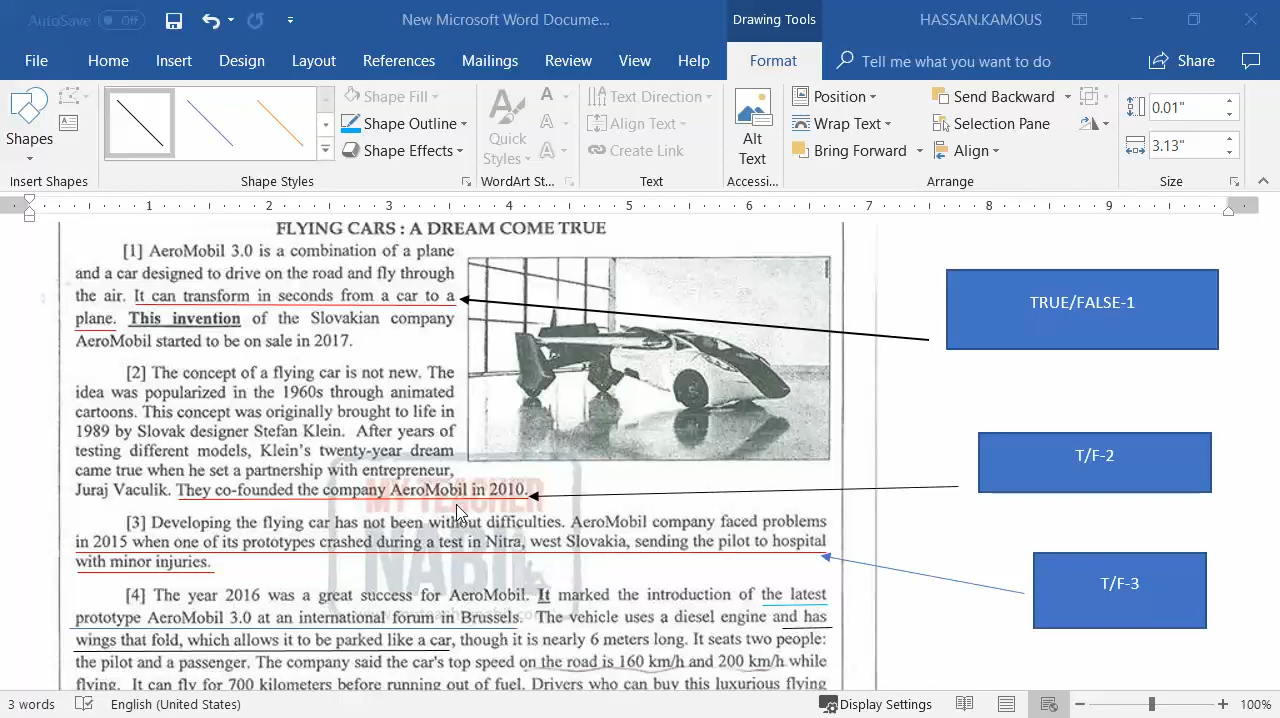 AutoSave Off New Microsoft Word Docume... Drawing Tools HASSAN.KAMOUS
File Home Insert Design Layout References Mailings Review View Help Format Tell me what you want to do Share
Shapes
Insert Shapes
Shape Fill
Shape Outline
Shape Effects
Shape Styles
Quick
Styles
WordArt St...
Text Direction
Align Text
Create Link
Text
Alt
Text
Accessi...
Position
Wrap Text
Bring Forward
Send Backward
Selection Pane
Align
Arrange
0.01"
3.13"
Size
1 2 3 4 5 6 7 8 9
FLYING CARS : A DREAM COME TRUE
[1] AeroMobil 3.0 is a combination of a plane
and a car designed to drive on the road and fly through
the air. It can transform in seconds from a car to a
plane. This invention of the Slovakian company
AeroMobil started to be on sale in 2017.
[2] The concept of a flying car is not new. The
idea was popularized in the 1960s through animated
cartoons. This concept was originally brought to life in
1989 by Slovak designer Stefan Klein. After years of
testing different models, Klein's twenty-year dream
came true when he set a partnership with entrepreneur,
Juraj Vaculik. They co-founded the company AeroMobil in 2010.
[3] Developing the flying car has not been without difficulties. AeroMobil company faced problems
in 2015 when one of its prototypes crashed during a test in Nitra, west Slovakia, sending the pilot to hospital
with minor injuries.
[4] The year 2016 was a great success for AeroMobil. It marked the introduction of the latest
prototype AeroMobil 3.0 at an international forum in Brussels. The vehicle uses a diesel engine and has
wings that fold, which allows it to be parked like a car, though it is nearly 6 meters long. It seats two people:
the pilot and a passenger. The company said the car's top speed on the road is 160 km/h and 200 km/h while
flying. It can fly for 700 kilometers before running out of fuel. Drivers who can buy this luxurious flying
MY TEACHER
NABIL
TRUE/FALSE-1
T/F-2
T/F-3
3 words English (United States) Display Settings 100%